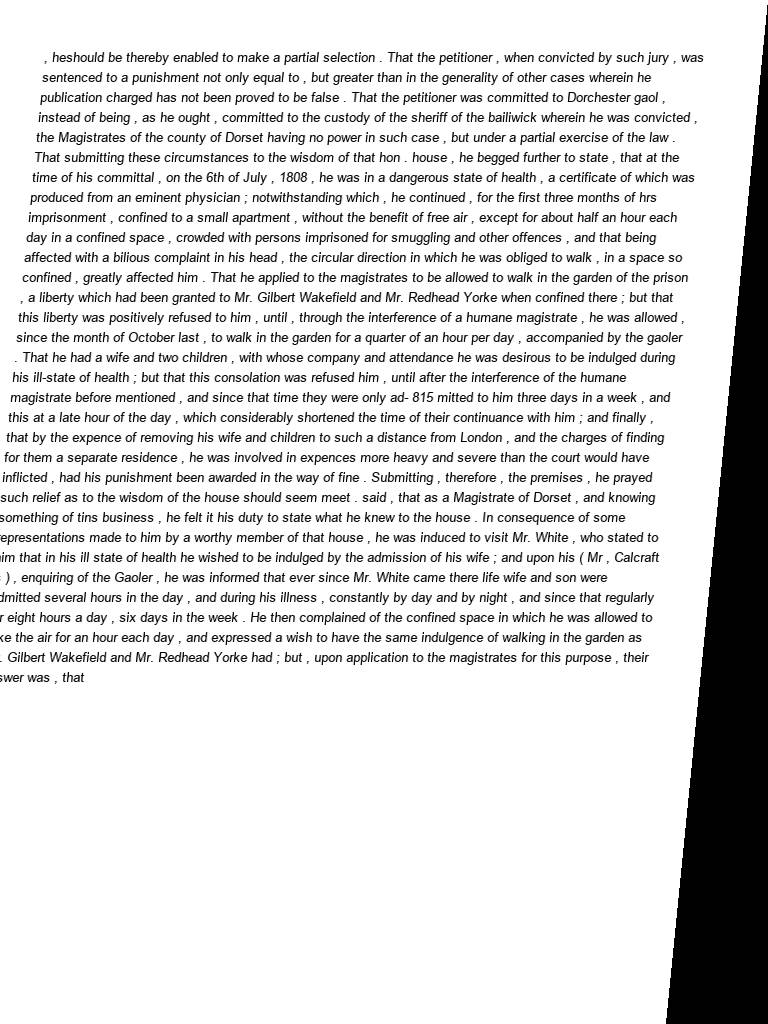 , heshould be thereby enabled to make a partial selection . That the petitioner , when convicted by such jury , was
sentenced to a punishment not only equal to , but greater than in the generality of other cases wherein he
publication charged has not been proved to be false . That the petitioner was committed to Dorchester gaol ,
instead of being , as he ought , committed to the custody of the sheriff of the bailiwick wherein he was convicted ,
the Magistrates of the county of Dorset having no power in such case , but under a partial exercise of the law .
That submitting these circumstances to the wisdom of that hon . house , he begged further to state , that at the
time of his committal , on the 6th of July , 1808 , he was in a dangerous state of health , a certificate of which was
produced from an eminent physician ; notwithstanding which , he continued , for the first three months of hrs
imprisonment , confined to a small apartment , without the benefit of free air , except for about half an hour each
day in a confined space , crowded with persons imprisoned for smuggling and other offences , and that being
affected with a bilious complaint in his head , the circular direction in which he was obliged to walk , in a space so
confined , greatly affected him . That he applied to the magistrates to be allowed to walk in the garden of the prison
, a liberty which had been granted to Mr. Gilbert Wakefield and Mr. Redhead Yorke when confined there ; but that
this liberty was positively refused to him , until , through the interference of a humane magistrate , he was allowed ,
since the month of October last , to walk in the garden for a quarter of an hour per day , accompanied by the gaoler
. That he had a wife and two children , with whose company and attendance he was desirous to be indulged during
his ill-state of health ; but that this consolation was refused him , until after the interference of the humane
magistrate before mentioned , and since that time they were only ad- 815 mitted to him three days in a week , and
this at a late hour of the day , which considerably shortened the time of their continuance with him ; and finally ,
that by the expence of removing his wife and children to such a distance from London , and the charges of finding
for them a separate residence , he was involved in expences more heavy and severe than the court would have
inflicted , had his punishment been awarded in the way of fine . Submitting , therefore , the premises , he prayed
such relief as to the wisdom of the house should seem meet . said , that as a Magistrate of Dorset , and knowing
something of tins business , he felt it his duty to state what he knew to the house . In consequence of some
representations made to him by a worthy member of that house , he was induced to visit Mr. White , who stated to
him that in his ill state of health he wished to be indulged by the admission of his wife ; and upon his ( Mr , Calcraft
) , enquiring of the Gaoler , he was informed that ever since Mr. White came there life wife and son were
dmitted several hours in the day , and during his illness , constantly by day and by night , and since that regularly
r eight hours a day , six days in the week . He then complained of the confined space in which he was allowed to
ke the air for an hour each day , and expressed a wish to have the same indulgence of walking in the garden as
. Gilbert Wakefield and Mr. Redhead Yorke had ; but , upon application to the magistrates for this purpose , their
swer was , that